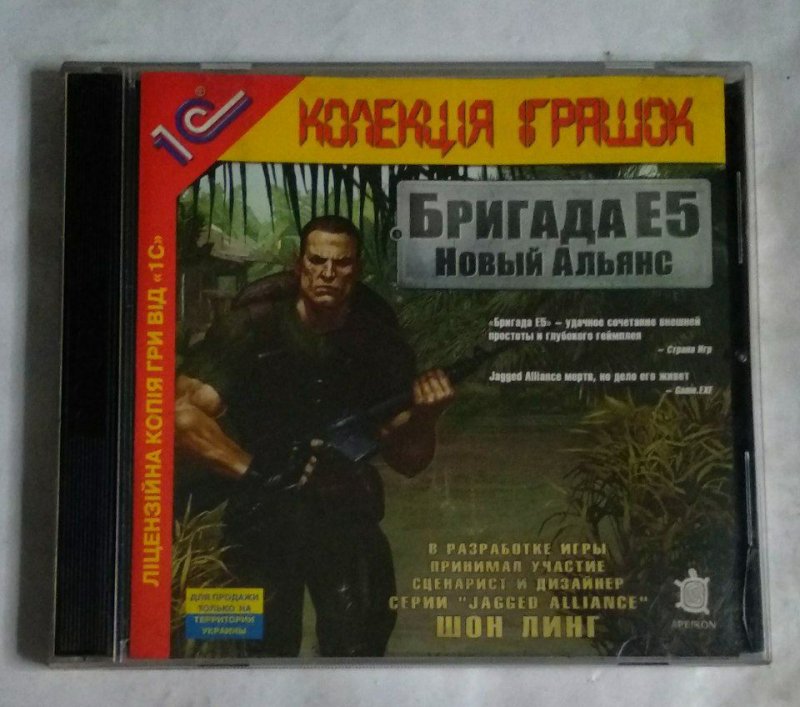 1С®
КОЛЕКЦІЯ ІГРАШОК
ЛІЦЕНЗІЙНА КОПІЯ ГРИ ВІД «1С»
БРИГАДА Е5
НОВЫЙ АЛЬЯНС
«Бригада Е5» – удачное сочетание внешней
простоты и глубокого геймплея
– Страна Игр
Jagged Alliance мертв, но дело его живет
– Game.EXE
В РАЗРАБОТКЕ ИГРЫ
ПРИНИМАЛ УЧАСТИЕ
СЦЕНАРИСТ И ДИЗАЙНЕР
СЕРИИ "JAGGED ALLIANCE"
ШОН ЛИНГ
ДЛЯ ПРОДАЖИ
ТОЛЬКО НА
ТЕРРИТОРИИ
УКРАИНЫ
APEIRON